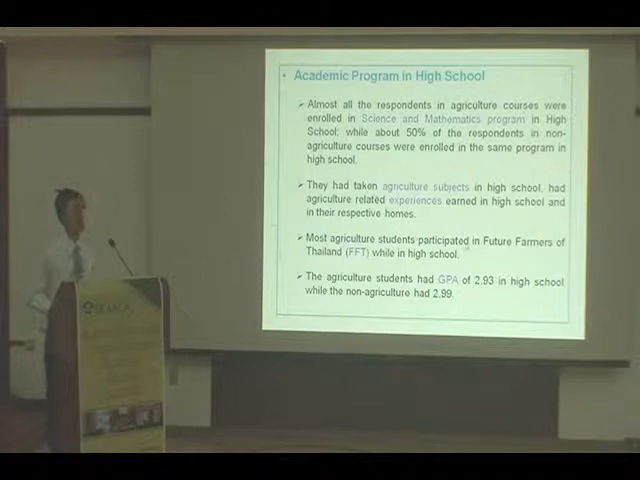 • Academic Program in High School
➢ Almost all the respondents in agriculture courses were
enrolled in Science and Mathematics program in High
School; while about 50% of the respondents in non-
agriculture courses were enrolled in the same program in
high school.
➢ They had taken agriculture subjects in high school, had
agriculture related experiences earned in high school and
in their respective homes.
➢ Most agriculture students participated in Future Farmers of
Thailand (FFT) while in high school.
➢ The agriculture students had GPA of 2.93 in high school
while the non-agriculture had 2.99.
SEARCA